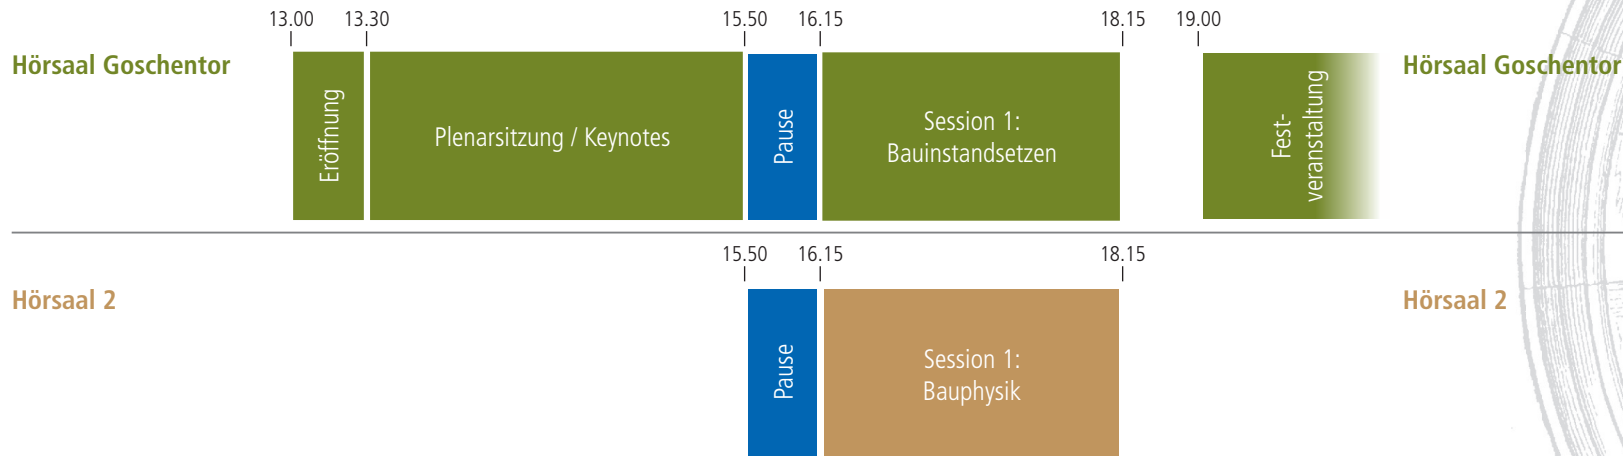 13.00 13.30 15.50 16.15 18.15 19.00
Hörsaal Goschentor
Eröffnung
Plenarsitzung / Keynotes
Pause
Session 1:
Bauinstandsetzen
Fest-
veranstaltung
Hörsaal Goschentor
15.50 16.15 18.15
Hörsaal 2
Pause
Session 1:
Bauphysik
Hörsaal 2